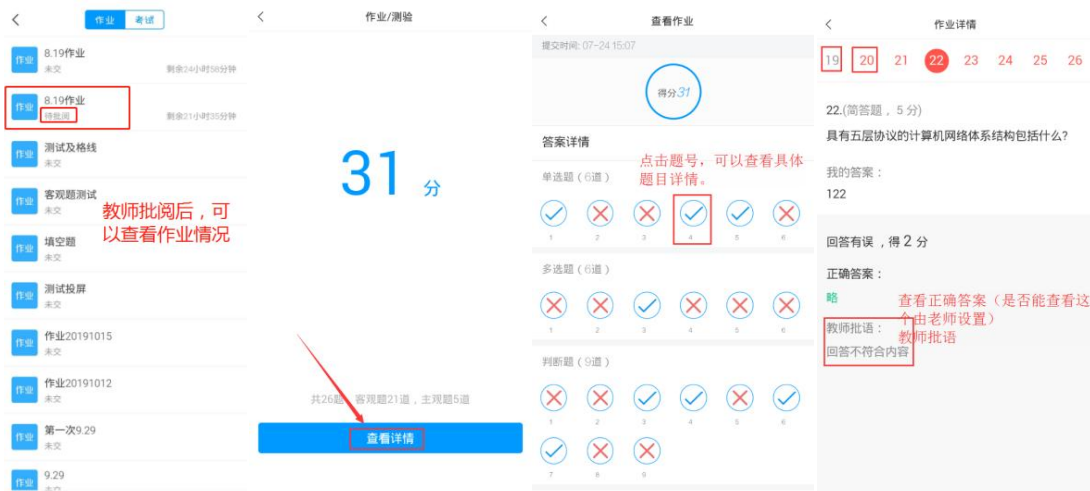 作业 考试
作业 8.19作业
未交 剩余24小时58分钟
作业 8.19作业
待批阅 剩余21小时35分钟
作业 测试及格线
未交
作业 客观题测试
未交
作业 填空题
未交
作业 测试投屏
未交
作业 作业20191015
未交
作业 作业20191012
未交
作业 第一次9.29
未交
作业 9.29
未交
教师批阅后，可
以查看作业情况
作业/测验
31 分
共26题，客观题21道，主观题5道
查看详情
查看作业
提交时间: 07-24 15:07
得分31
答案详情
点击题号，可以查看具体
题目详情。
单选题（6道）
1 2 3 4 5 6
多选题（6道）
1 2 3 4 5 6
判断题（9道）
1 2 3 4 5 6
7 8 9
作业详情
19 20 21 22 23 24 25 26
22.(简答题，5分)
具有五层协议的计算机网络体系结构包括什么?
我的答案：
122
回答有误，得2分
正确答案：
略
查看正确答案（是否能查看这
个由老师设置）
教师批语
教师批语：
回答不符合内容